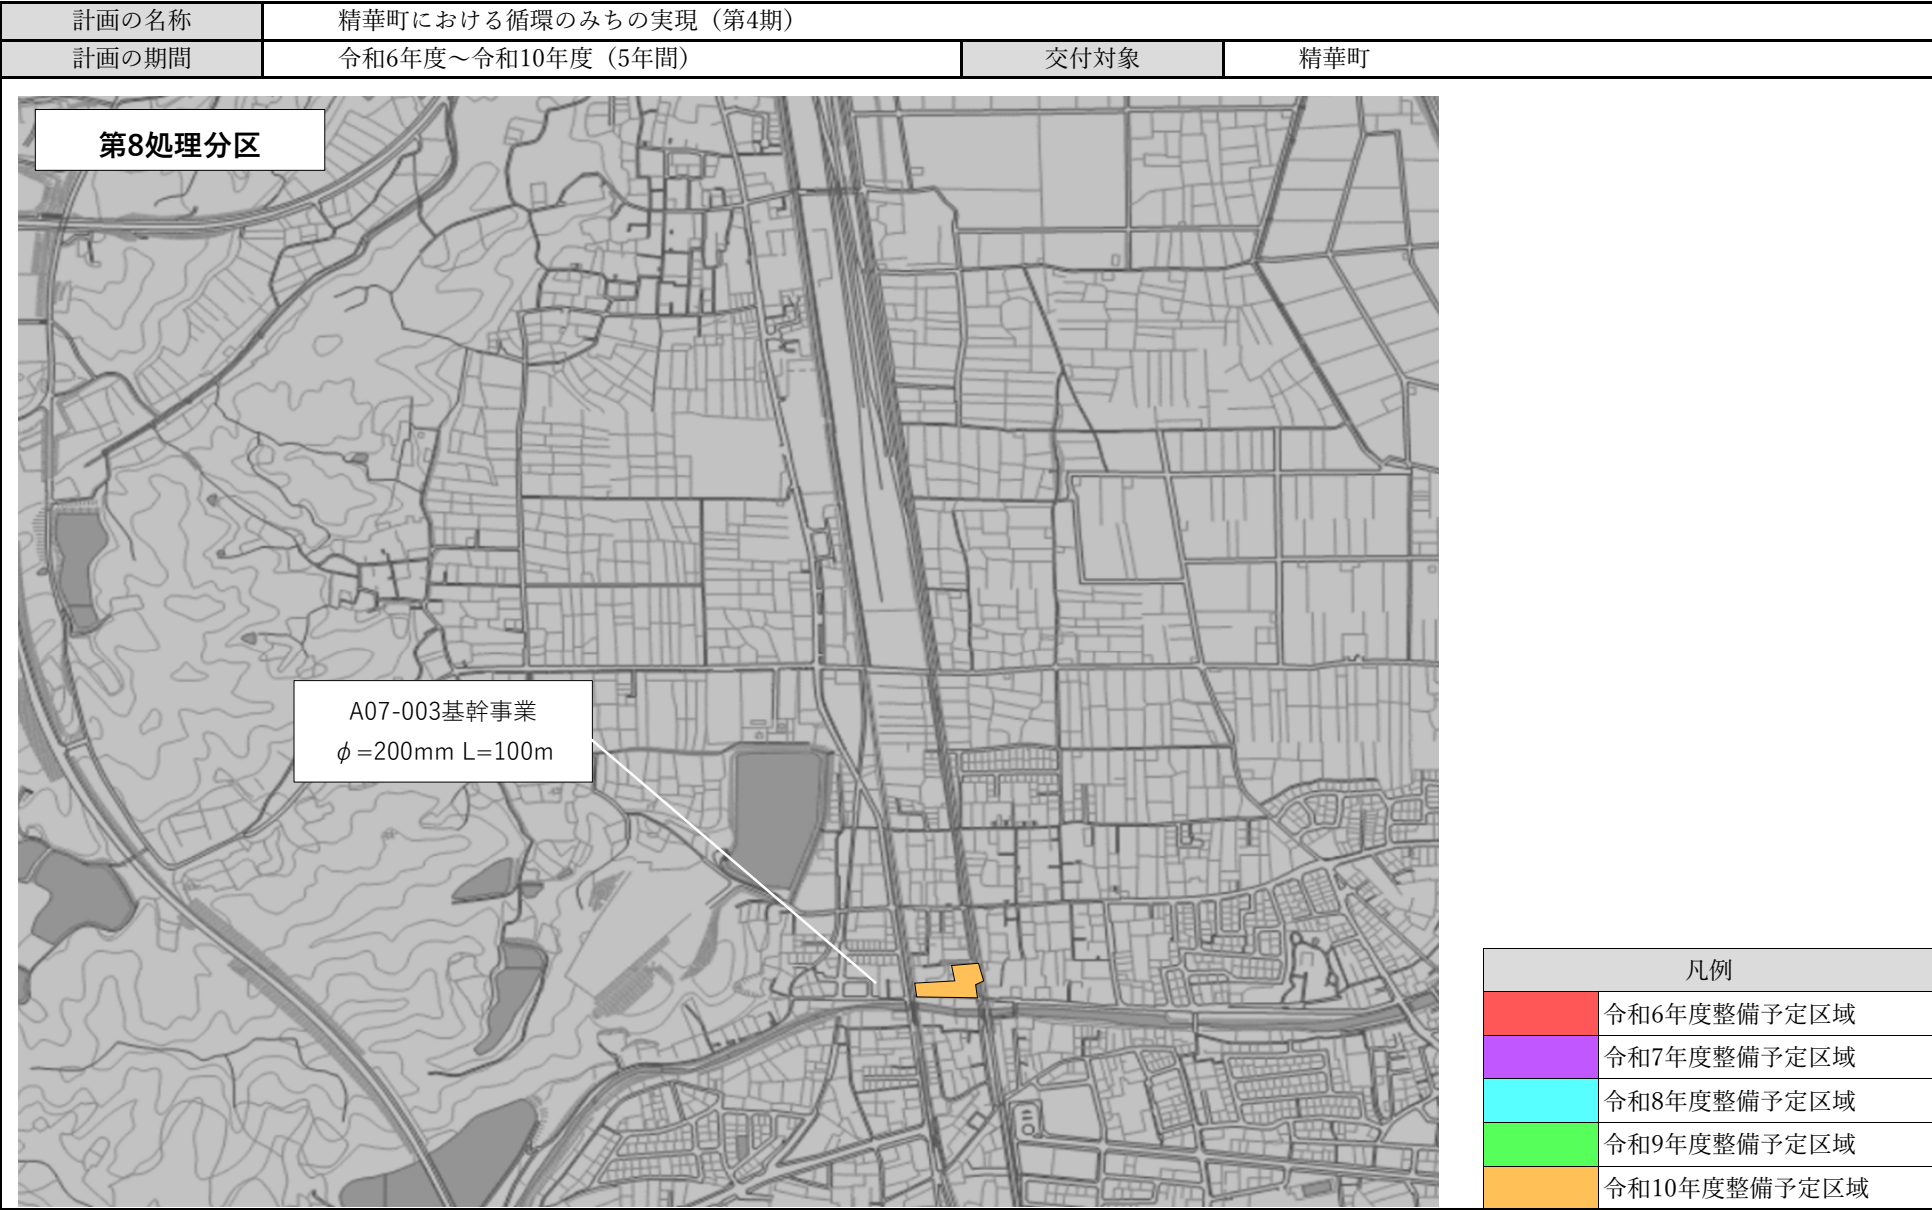 計画の名称
精華町における循環のみちの実現（第4期）
計画の期間
令和6年度～令和10年度（5年間）
交付対象
精華町
第8処理分区
A07-003基幹事業
φ=200mm L=100m
凡例
令和6年度整備予定区域
令和7年度整備予定区域
令和8年度整備予定区域
令和9年度整備予定区域
令和10年度整備予定区域